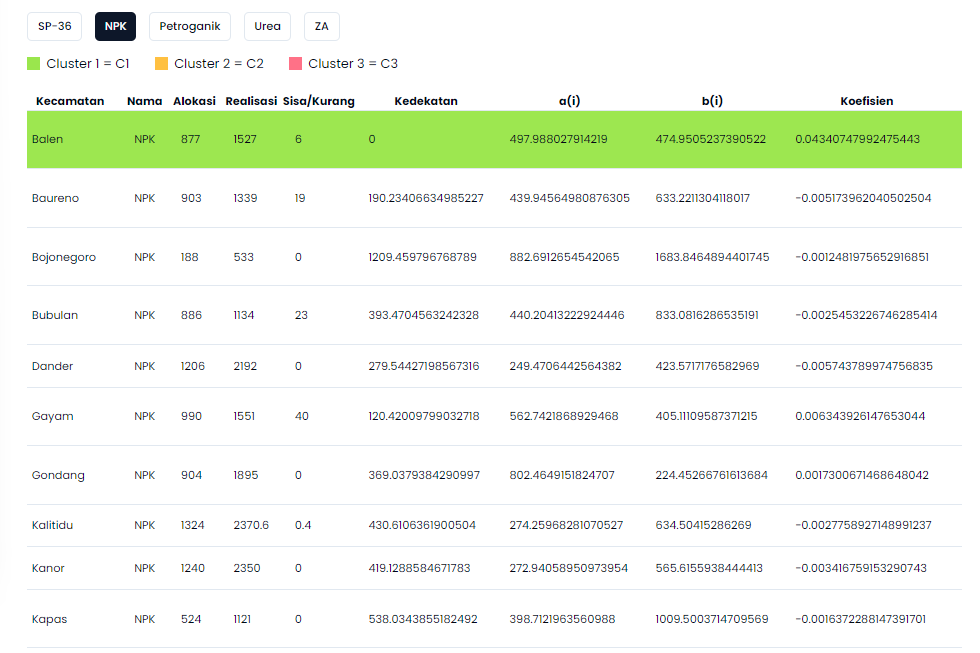 SP-36 NPK Petroganik Urea ZA
Cluster 1 = C1 Cluster 2 = C2 Cluster 3 = C3
Kecamatan Nama Alokasi Realisasi Sisa/Kurang Kedekatan a(i) b(i) Koefisien
Balen NPK 877 1527 6 0 497.988027914219 474.9505237390522 0.04340747992475443
Baureno NPK 903 1339 19 190.23406634985227 439.94564980876305 633.2211304118017 -0.005173962040502504
Bojonegoro NPK 188 533 0 1209.459796768789 882.6912654542065 1683.8464894401745 -0.0012481975652916851
Bubulan NPK 886 1134 23 393.4704563242328 440.20413222924446 833.0816286535191 -0.0025453226746285414
Dander NPK 1206 2192 0 279.54427198567316 249.4706442564382 423.5717176582969 -0.005743789974756835
Gayam NPK 990 1551 40 120.42009799032718 562.7421868929468 405.11109587371215 0.006343926147653044
Gondang NPK 904 1895 0 369.0379384290997 802.4649151824707 224.45266761613684 0.001730067146864​8042
Kalitidu NPK 1324 2370.6 0.4 430.6106361900504 274.25968281070527 634.50415286269 -0.0027758927148991237
Kanor NPK 1240 2350 0 419.1288584671783 272.94058950973954 565.6155938444413 -0.003416759153290743
Kapas NPK 524 1121 0 538.0343855182492 398.7121963560988 1009.5003714709569 -0.0016372288147391701